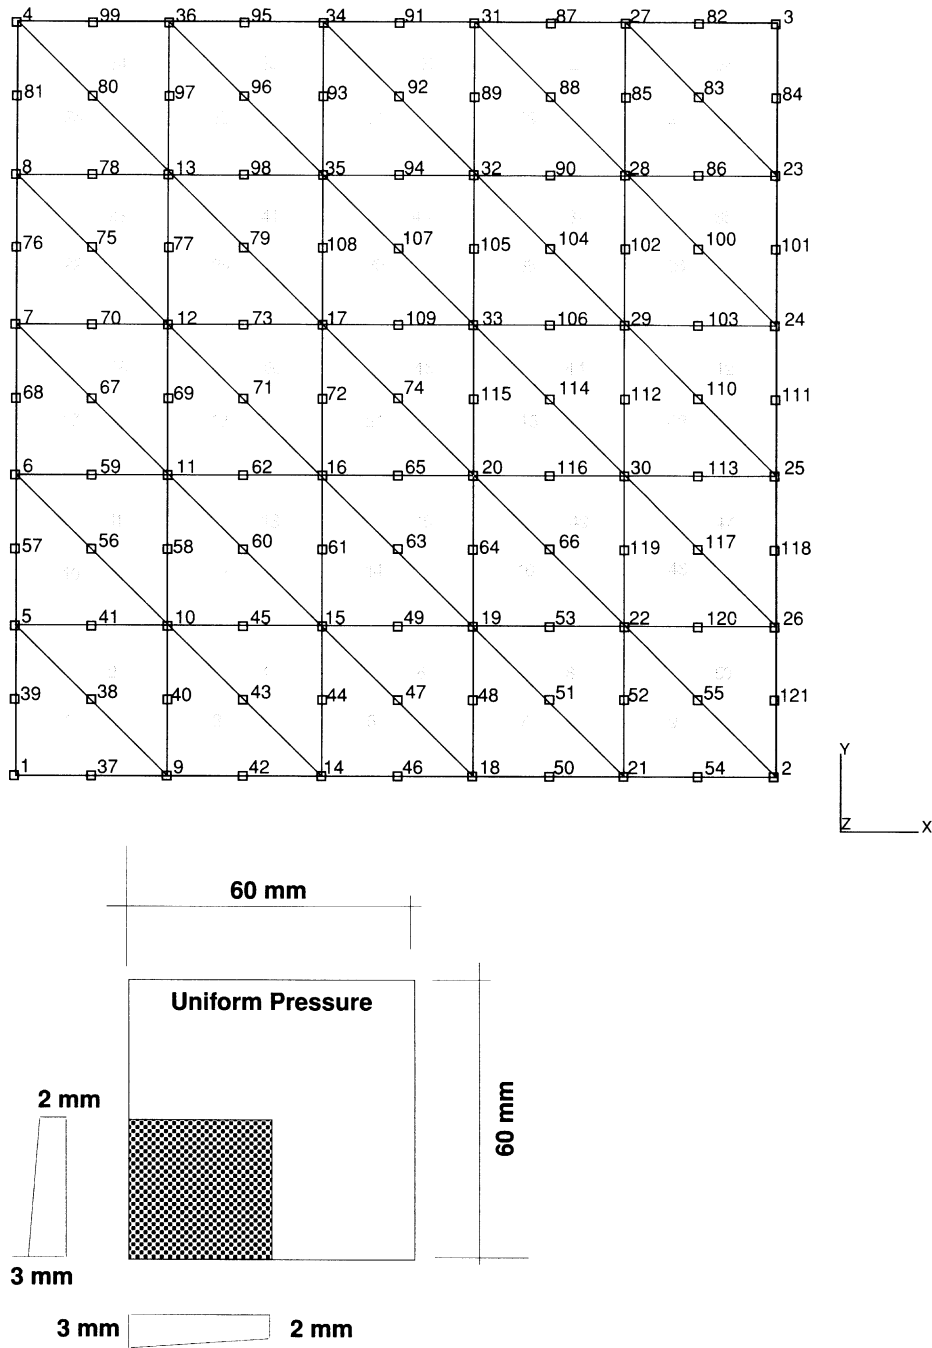 4 99 36 95 34 91 31 87 27 82 3
81 80 97 96 93 92 89 88 85 83 84
8 78 13 98 35 94 32 90 28 86 23
76 75 77 79 108 107 105 104 102 100 101
7 70 12 73 17 109 33 106 29 103 24
68 67 69 71 72 74 115 114 112 110 111
6 59 11 62 16 65 20 116 30 113 25
57 56 58 60 61 63 64 66 119 117 118
5 41 10 45 15 49 19 53 22 120 26
39 38 40 43 44 47 48 51 52 55 121
1 37 9 42 14 46 18 50 21 54 2
Y
Z X
60 mm
Uniform Pressure
60 mm
2 mm
3 mm
3 mm 2 mm